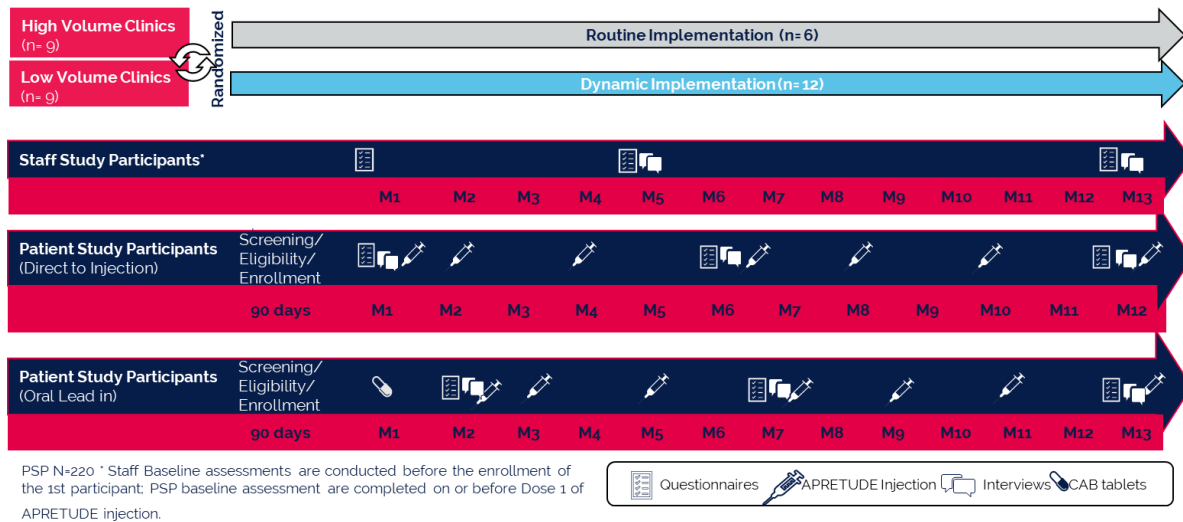 High Volume Clinics
(n= 9)
Low Volume Clinics
(n= 9)
Randomized
Routine Implementation (n= 6)
Dynamic Implementation (n= 12)
Staff Study Participants*
M1 M2 M3 M4 M5 M6 M7 M8 M9 M10 M11 M12 M13
Patient Study Participants
(Direct to Injection)
Screening/
Eligibility/
Enrollment
90 days M1 M2 M3 M4 M5 M6 M7 M8 M9 M10 M11 M12
Patient Study Participants
(Oral Lead in)
Screening/
Eligibility/
Enrollment
90 days M1 M2 M3 M4 M5 M6 M7 M8 M9 M10 M11 M12 M13
PSP N=220 * Staff Baseline assessments are conducted before the enrollment of
the 1st participant; PSP baseline assessment are completed on or before Dose 1 of
APRETUDE injection.
Questionnaires APRETUDE Injection Interviews CAB tablets